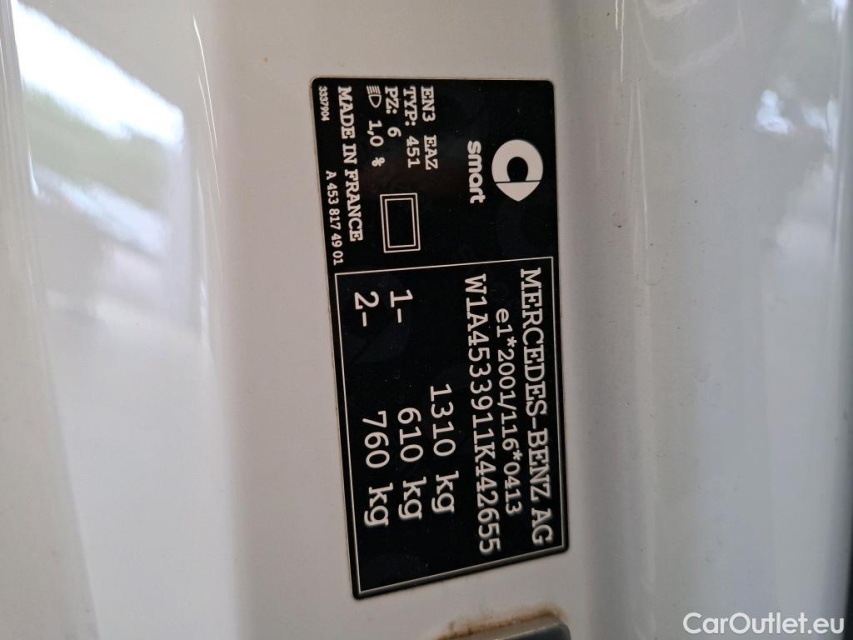 smart
EN3 EAZ
TYP: 451
PZ: 6
1,0 %
MADE IN FRANCE
3337904
A 453 817 49 01
MERCEDES-BENZ AG
e1*2001/116*0413
W1A4533911K442655
1310 kg
1- 610 kg
2- 760 kg
CarOutlet.eu